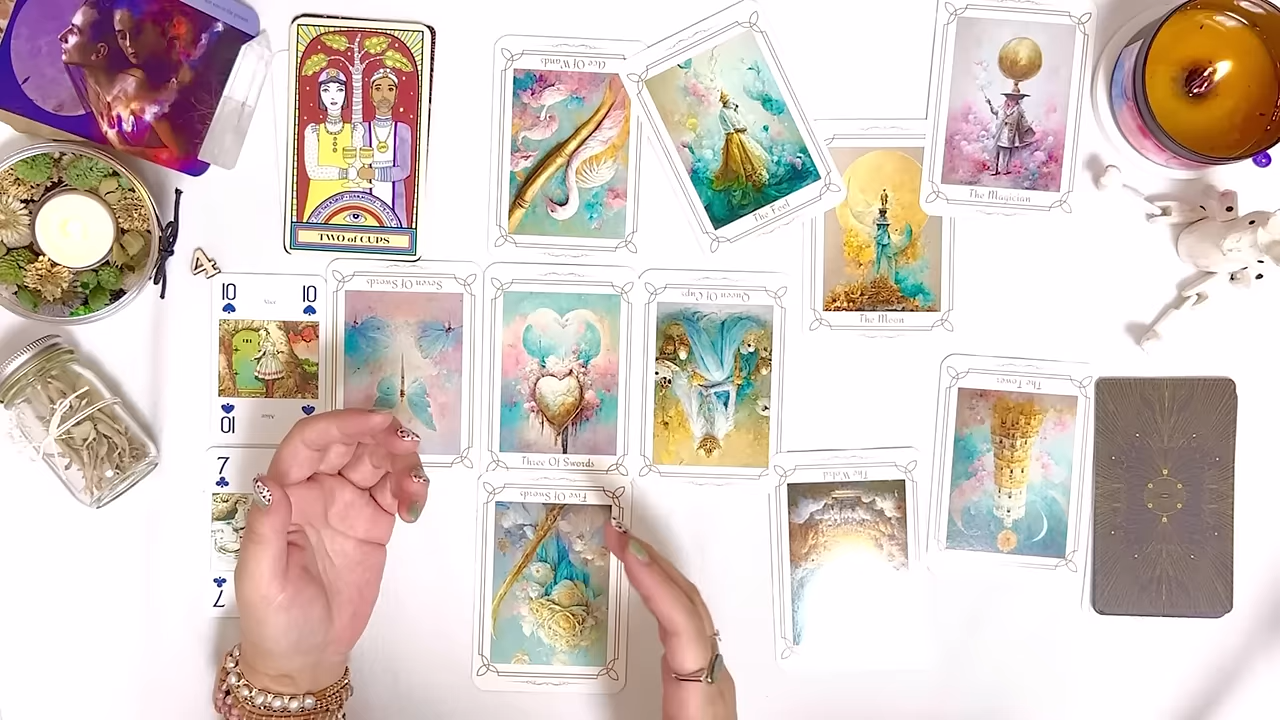 Ace Of Wands
The Fool
The Magician
HARMONY
TWO of CUPS
4
The Moon
10 10
Seven Of Swords
Queen Of Cups
Three Of Swords
10
The Tower
7
Five Of Swords
The World
7